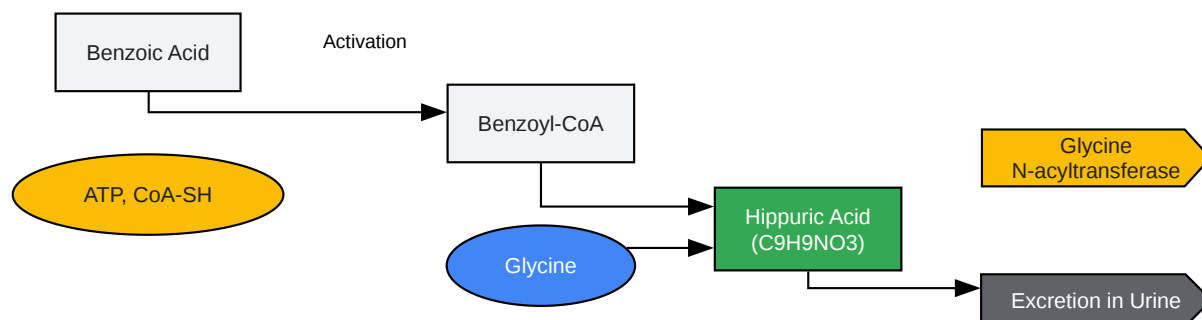 Benzoic Acid
Activation
Benzoyl-CoA
ATP, CoA-SH
Glycine
N-acyltransferase
Hippuric Acid
(C9H9NO3)
Glycine
Excretion in Urine